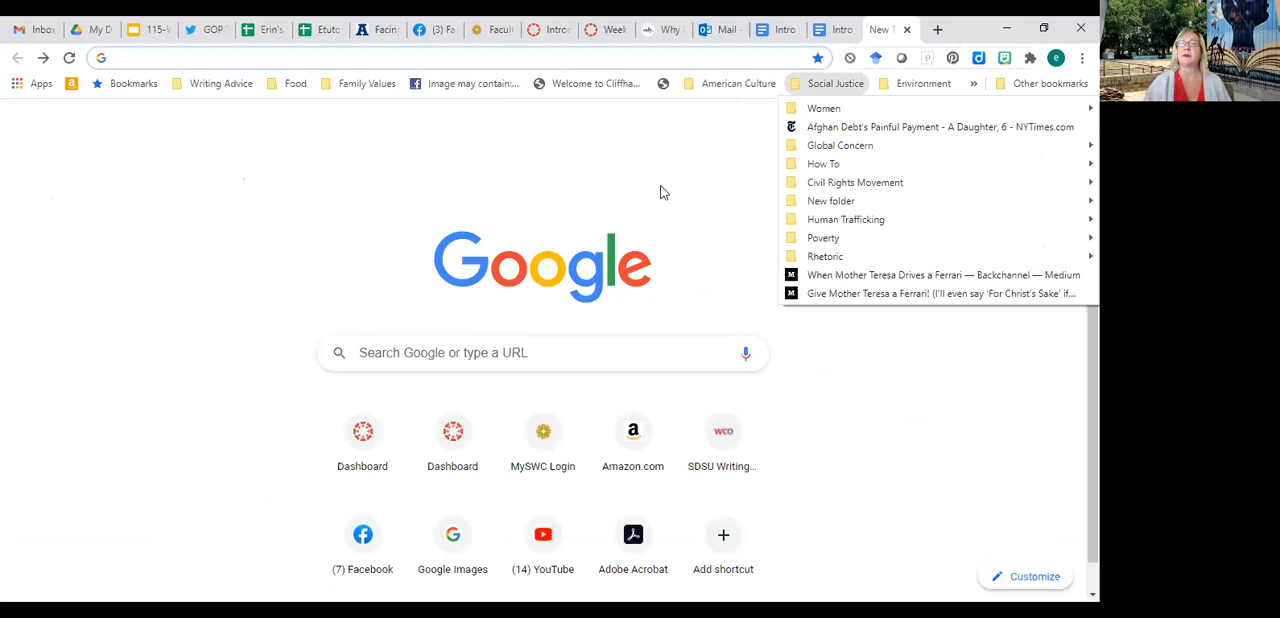 Inbox My D 115- GOP Erin's Etuto Facin (3) Fa Facul Introd Week Why Mail - Intro Intro New T
Apps Bookmarks Writing Advice Food Family Values Image may contain:... Welcome to Cliffha... American Culture Social Justice Environment » Other bookmarks
Women
Afghan Debt's Painful Payment - A Daughter, 6 - NYTimes.com
Global Concern
How To
Civil Rights Movement
New folder
Human Trafficking
Poverty
Rhetoric
When Mother Teresa Drives a Ferrari — Backchannel — Medium
Give Mother Teresa a Ferrari! (I'll even say 'For Christ's Sake' if...
Google
Search Google or type a URL
Dashboard Dashboard MySWC Login Amazon.com SDSU Writing...
(7) Facebook Google Images (14) YouTube Adobe Acrobat Add shortcut
Customize